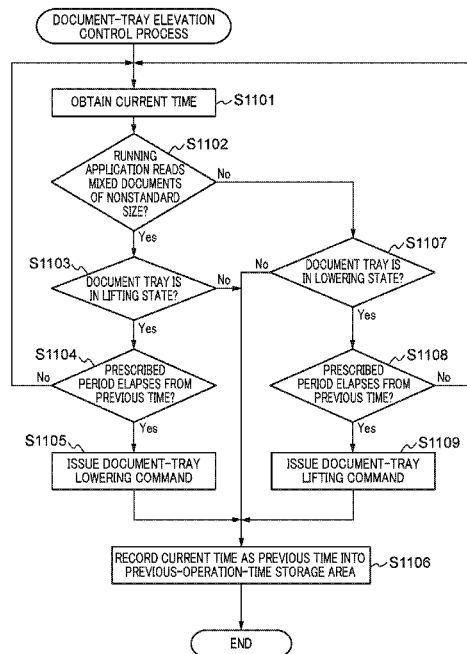 DOCUMENT-TRAY ELEVATION
CONTROL PROCESS
OBTAIN CURRENT TIME
S1101
S1102
RUNNING
APPLICATION READS
MIXED DOCUMENTS
OF NONSTANDARD
SIZE?
No
Yes
S1103
DOCUMENT TRAY IS
IN LIFTING STATE?
No
Yes
S1107
No
DOCUMENT TRAY IS
IN LOWERING STATE?
Yes
S1104
No
PRESCRIBED
PERIOD ELAPSES FROM
PREVIOUS TIME?
Yes
S1108
PRESCRIBED
PERIOD ELAPSES FROM
PREVIOUS TIME?
No
Yes
S1105
ISSUE DOCUMENT-TRAY
LOWERING COMMAND
S1109
ISSUE DOCUMENT-TRAY
LIFTING COMMAND
RECORD CURRENT TIME AS PREVIOUS TIME INTO
PREVIOUS-OPERATION-TIME STORAGE AREA
S1106
END